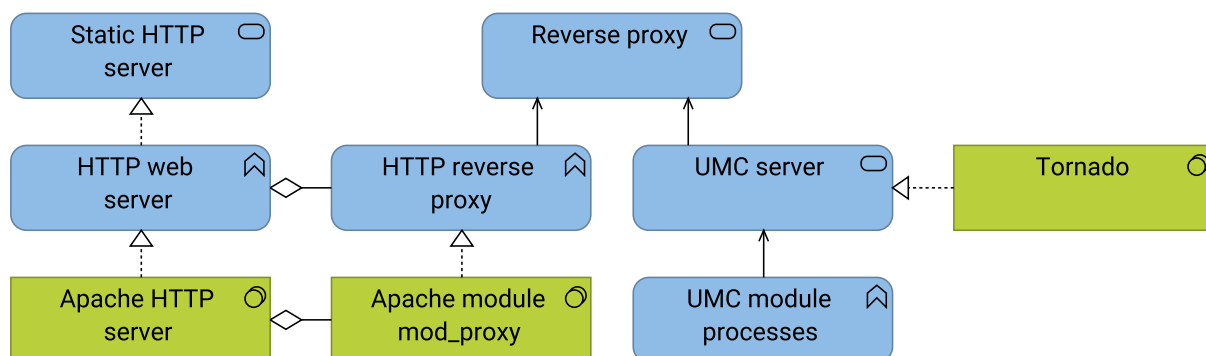 Static HTTP
server
Reverse proxy
HTTP web
server
HTTP reverse
proxy
UMC server
Tornado
Apache HTTP
server
Apache module
mod_proxy
UMC module
processes